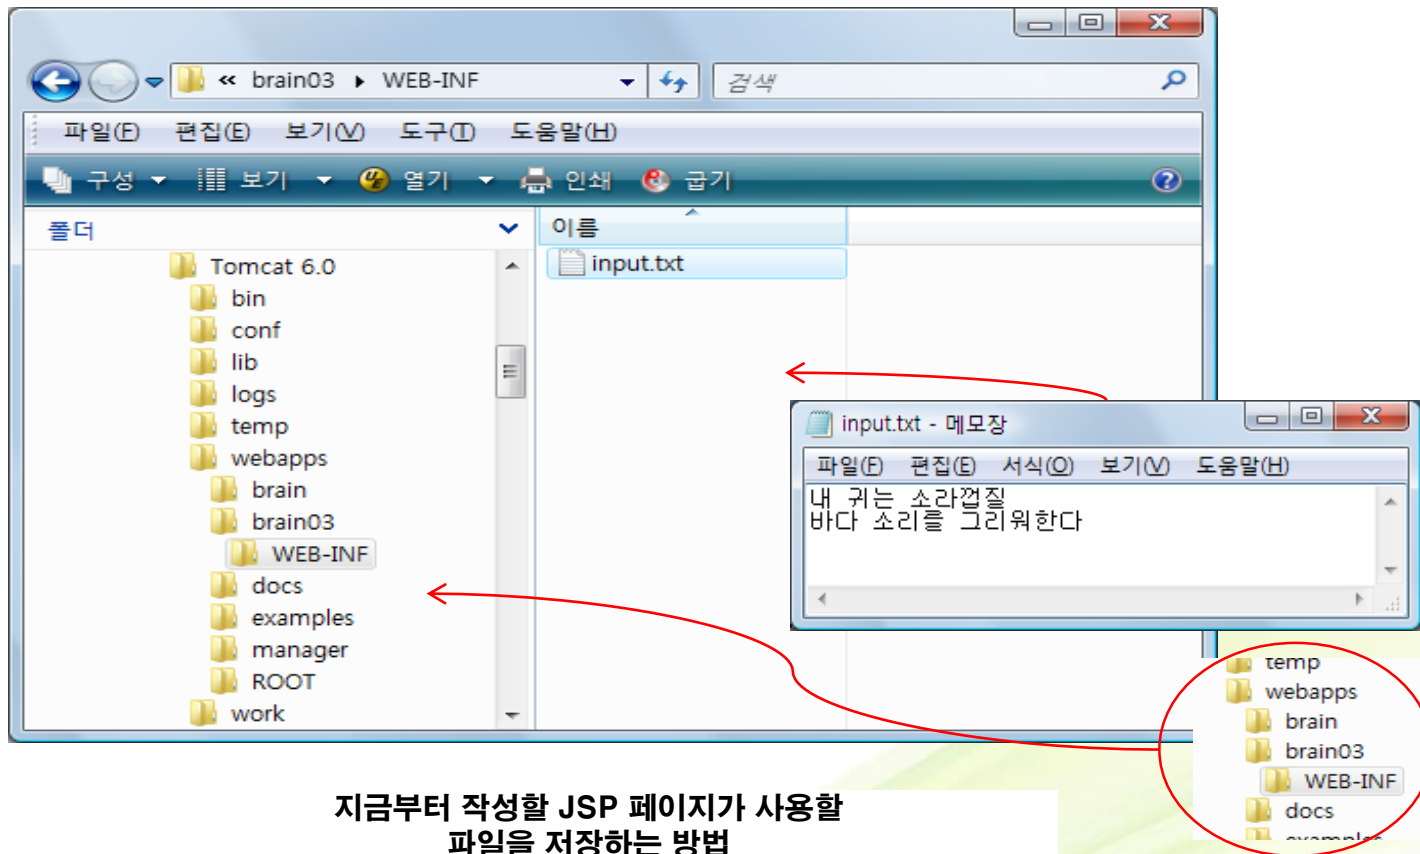 « brain03 ▸ WEB-INF
검색
파일(F) 편집(E) 보기(V) 도구(T) 도움말(H)
구성 보기 열기 인쇄 굽기
폴더
이름
Tomcat 6.0
bin
conf
lib
logs
temp
webapps
brain
brain03
WEB-INF
docs
examples
manager
ROOT
work
input.txt
input.txt - 메모장
파일(F) 편집(E) 서식(O) 보기(V) 도움말(H)
내 귀는 소라껍질
바다 소리를 그리워한다
temp
webapps
brain
brain03
WEB-INF
docs
examples
지금부터 작성할 JSP 페이지가 사용할
파일을 저장하는 방법